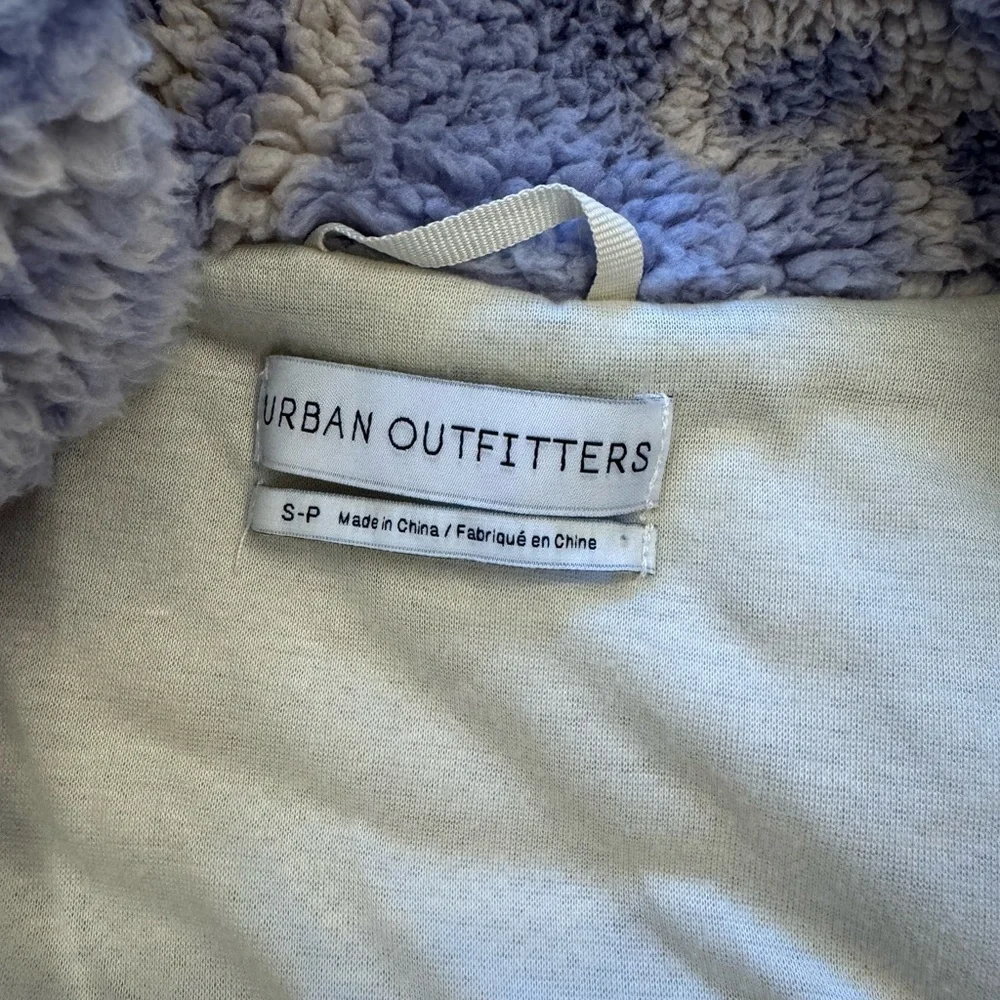 URBAN OUTFITTERS
S-P Made in China / Fabriqué en Chine